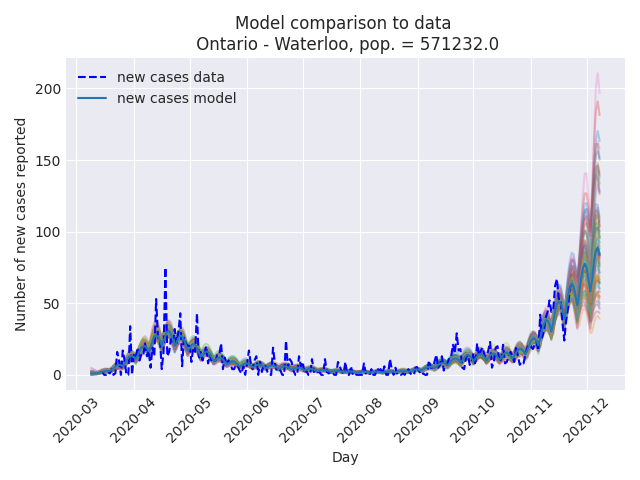 Model comparison to data
Ontario - Waterloo, pop. = 571232.0
new cases data
new cases model
Number of new cases reported
200
150
100
50
0
2020-03
2020-04
2020-05
2020-06
2020-07
2020-08
2020-09
2020-10
2020-11
2020-12
Day